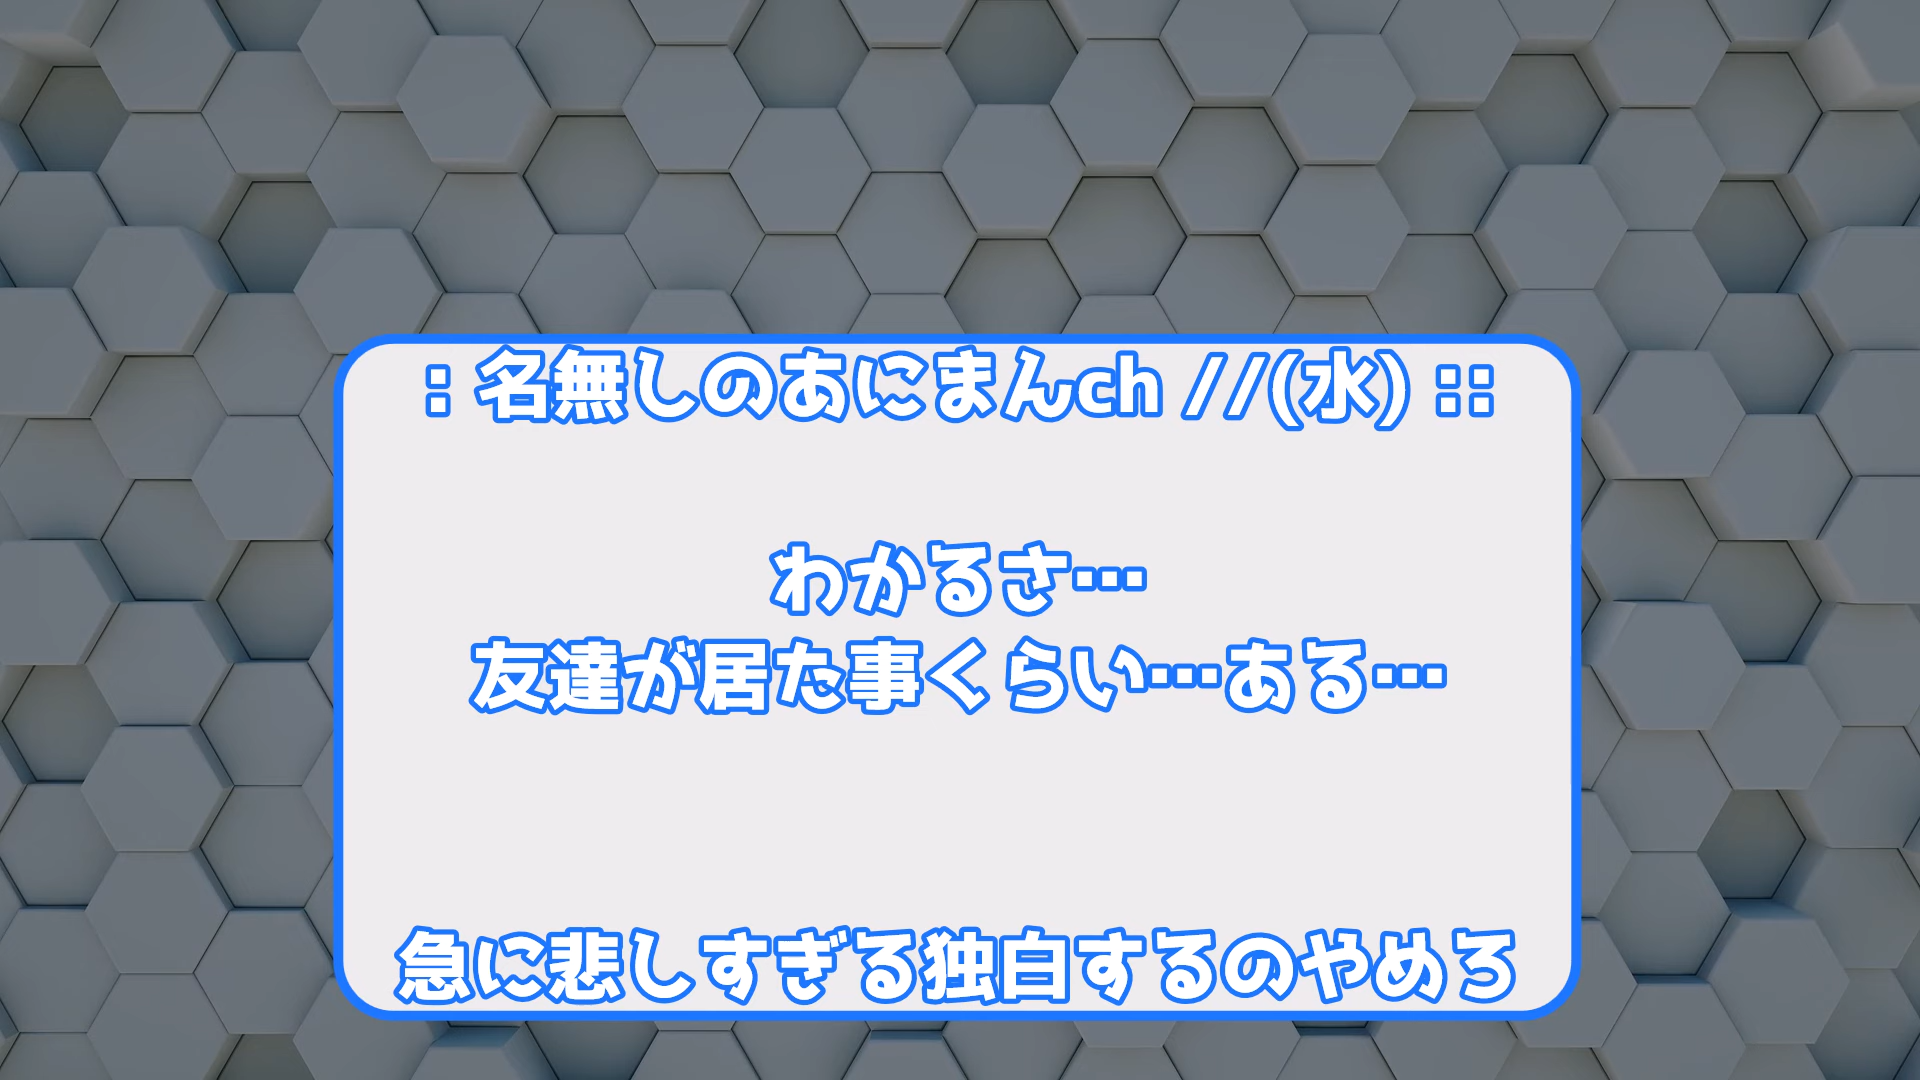 : 名無しのあにまんch //(水) ::
わかるさ…
友達が居た事くらい…ある…
急に悲しすぎる独白するのやめろ